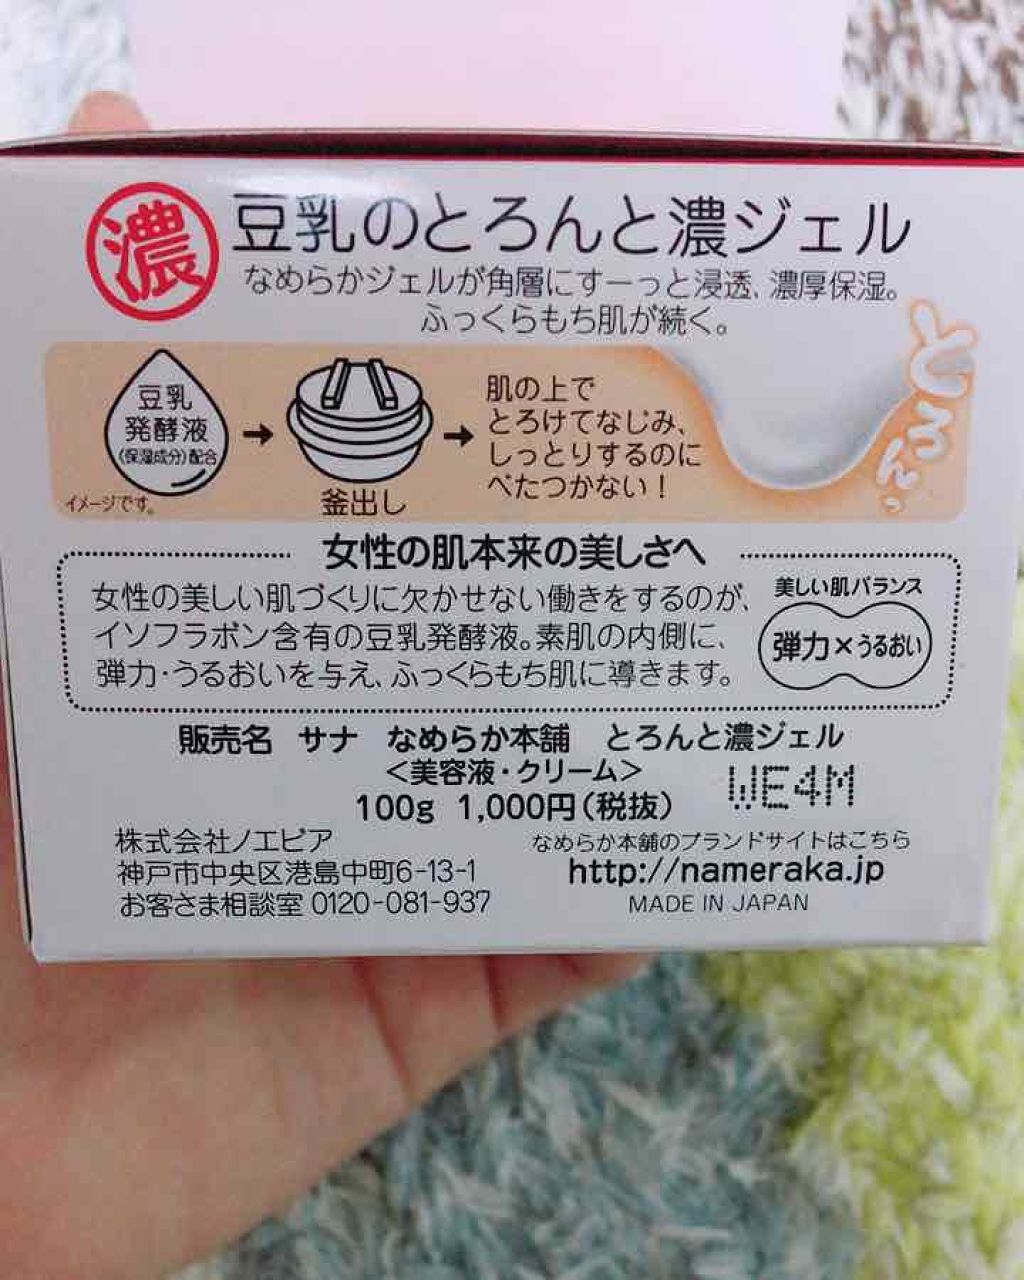 濃 豆乳のとろんと濃ジェル
なめらかジェルが角層にすーっと浸透、濃厚保湿。
ふっくらもち肌が続く。
とろんっ
豆乳
発酵液
(保湿成分)配合
イメージです。
釜出し
肌の上で
とろけてなじみ、
しっとりするのに
べたつかない!
女性の肌本来の美しさへ
女性の美しい肌づくりに欠かせない働きをするのが、
イソフラボン含有の豆乳発酵液。素肌の内側に、
弾力・うるおいを与え、ふっくらもち肌に導きます。
美しい肌バランス
弾力×うるおい
販売名 サナ なめらか本舗 とろんと濃ジェル
<美容液・クリーム>
100g 1,000円(税抜)
WE4M
株式会社ノエビア
神戸市中央区港島中町6-13-1
お客さま相談室 0120-081-937
なめらか本舗のブランドサイトはこちら
http://nameraka.jp
MADE IN JAPAN